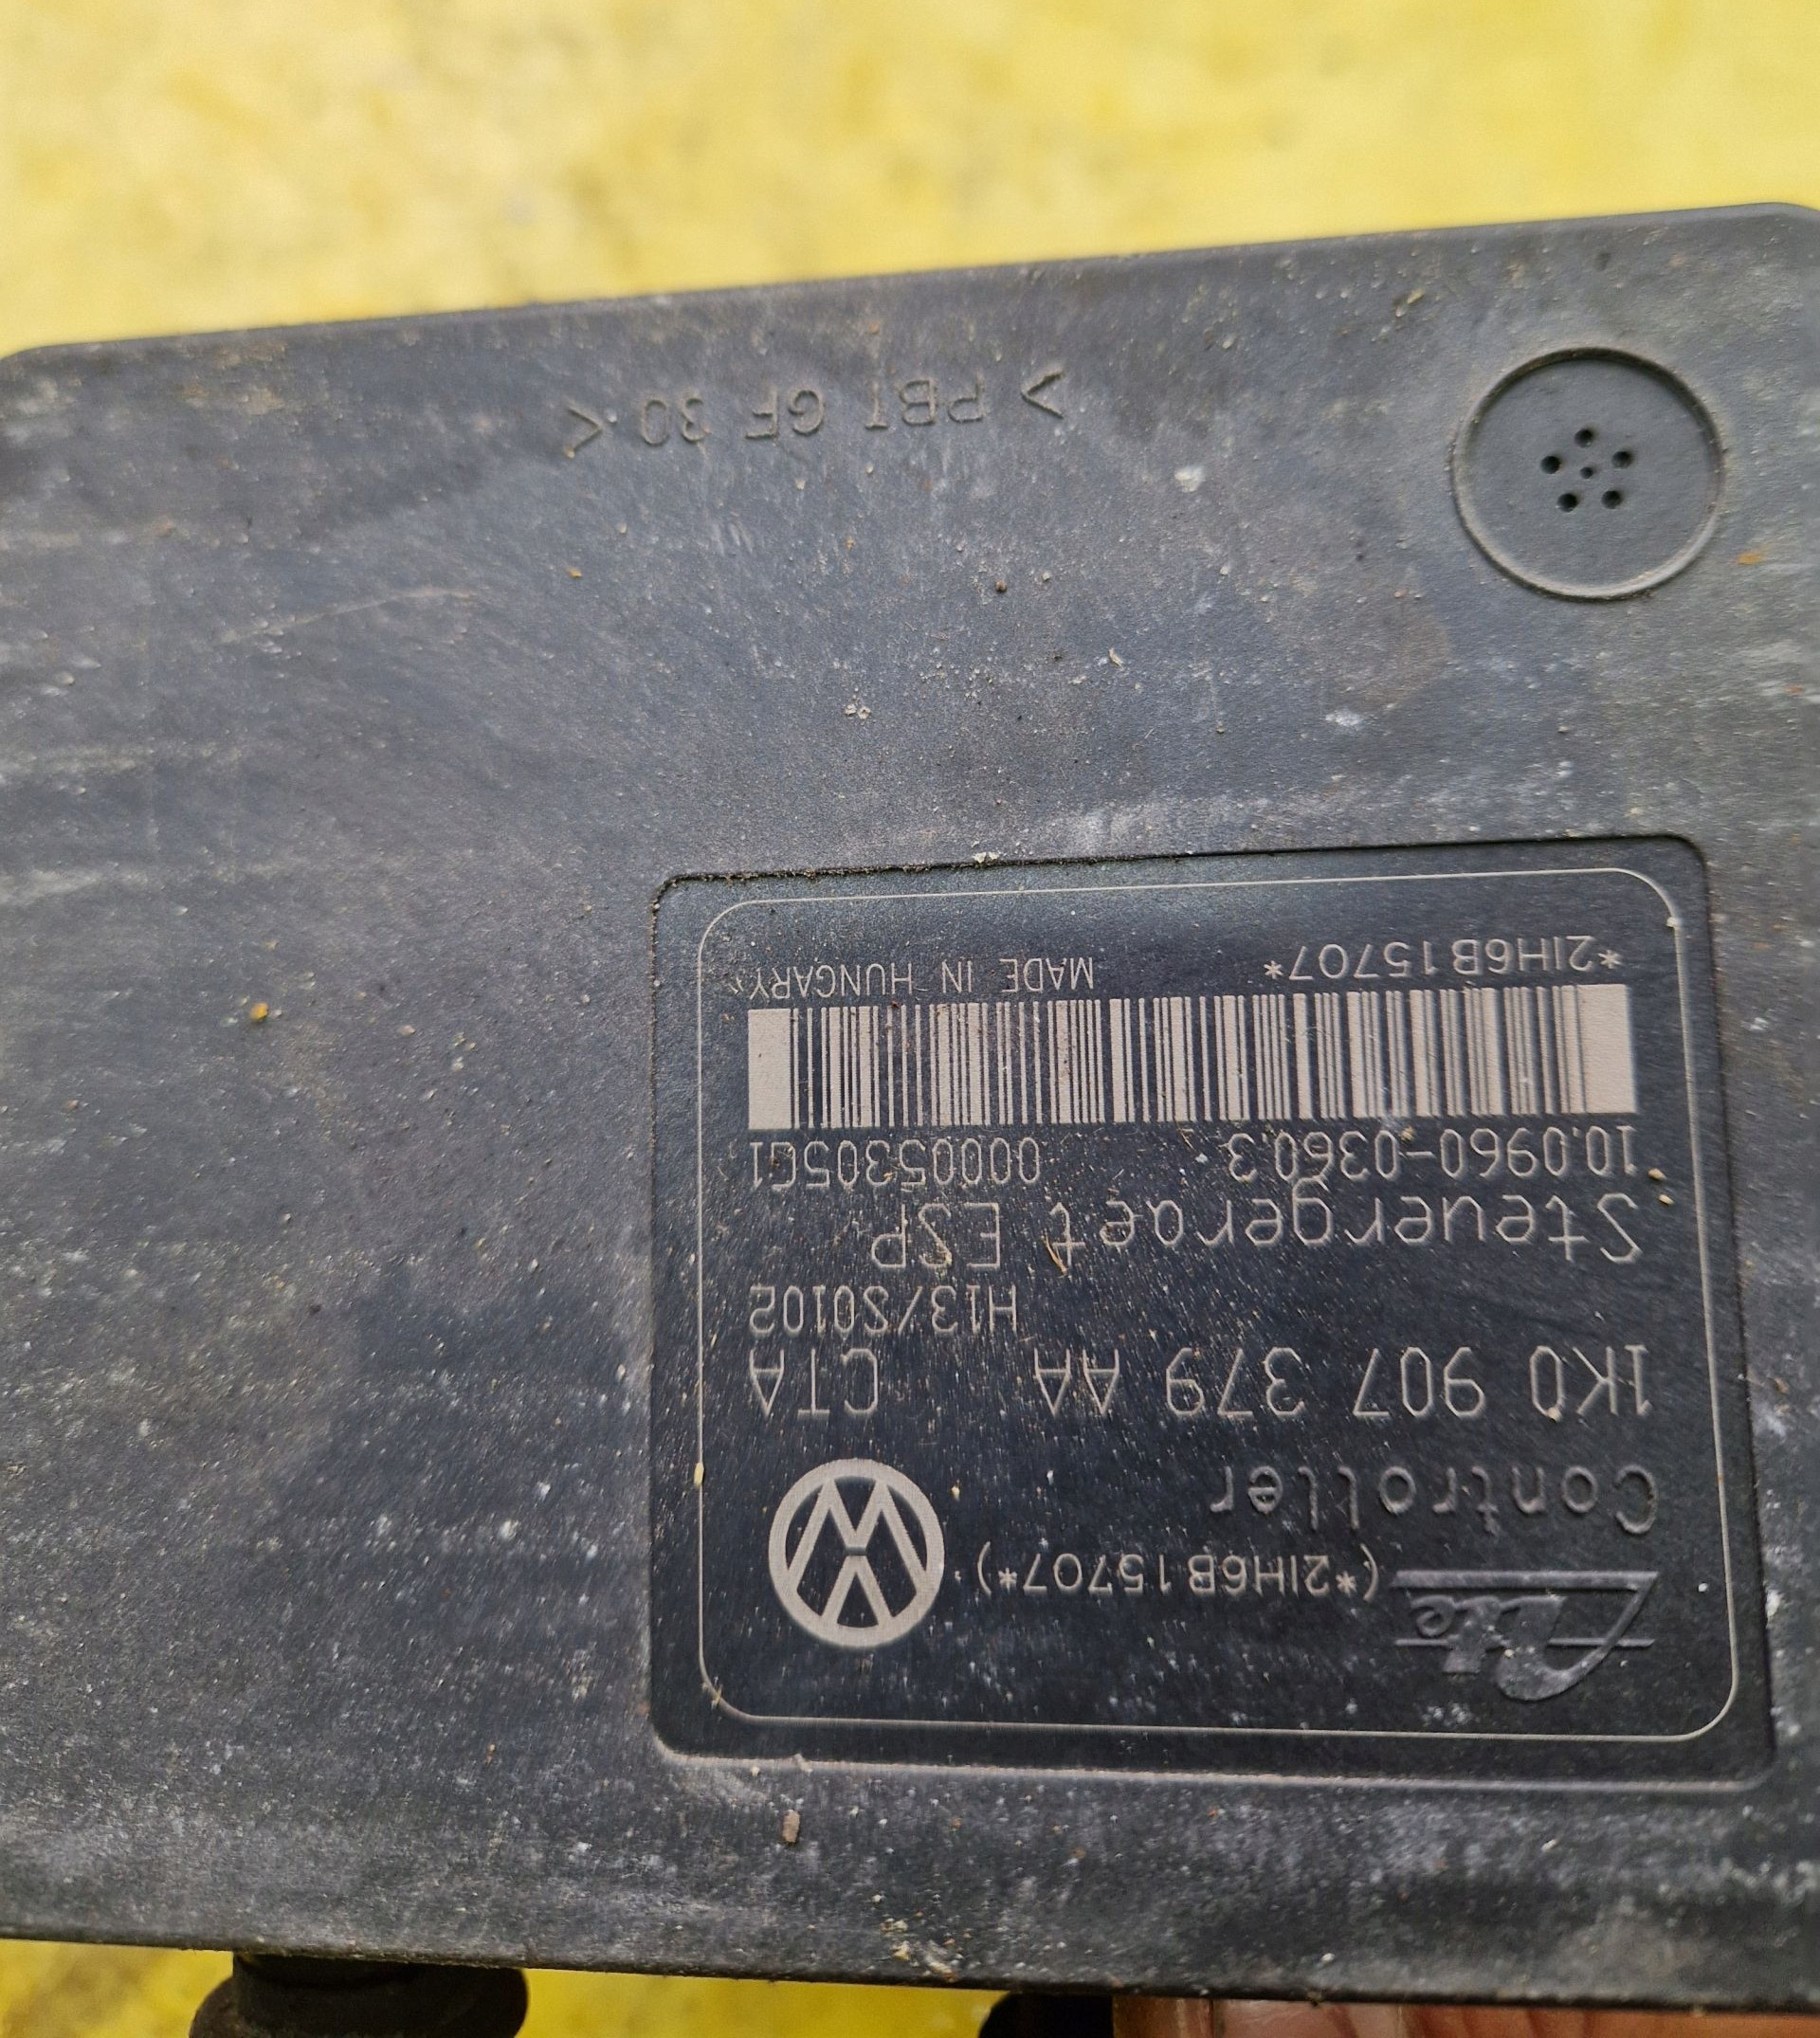 Ate (*2IH6B15707*)
Controller
1K0 907 379 AA CTA
H13/S0102
Steuergeraet ESP
10.0960-0360.3 00005305G1
*2IH6B15707* MADE IN HUNGARY
> PBT GF 30 <